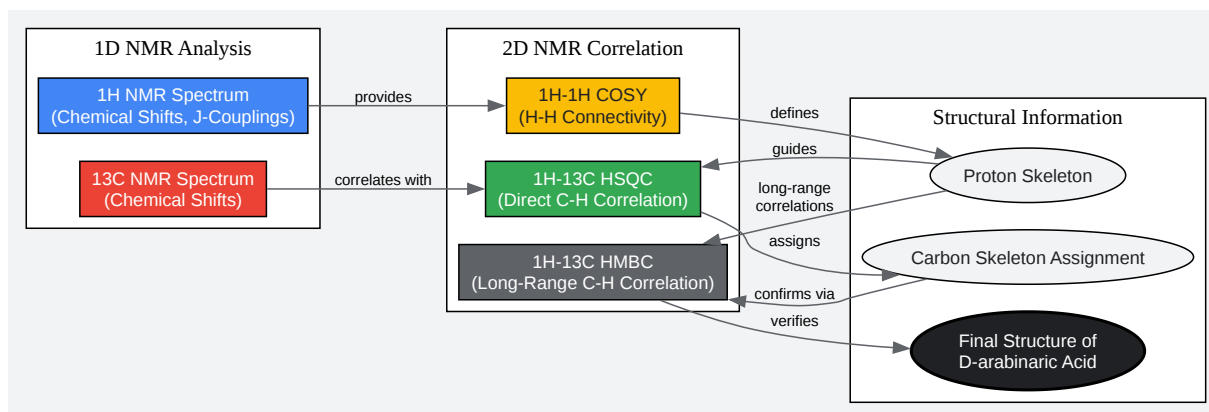 1D NMR Analysis
1H NMR Spectrum
(Chemical Shifts, J-Couplings)
13C NMR Spectrum
(Chemical Shifts)
provides
correlates with
2D NMR Correlation
1H-1H COSY
(H-H Connectivity)
1H-13C HSQC
(Direct C-H Correlation)
1H-13C HMBC
(Long-Range C-H Correlation)
defines
guides
long-range
correlations
assigns
confirms via
verifies
Structural Information
Proton Skeleton
Carbon Skeleton Assignment
Final Structure of
D-arabinaric Acid